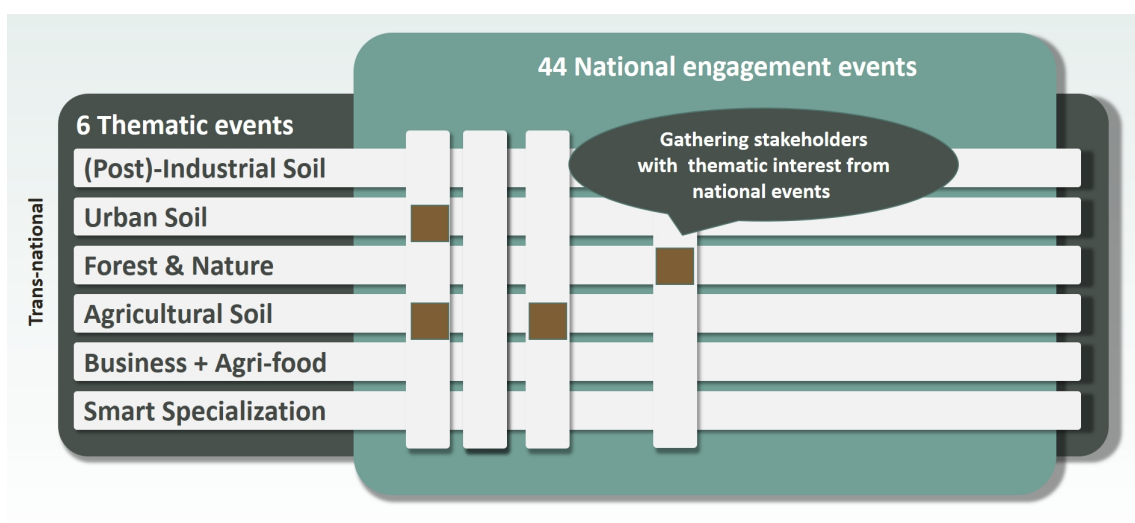 44 National engagement events
6 Thematic events
Gathering stakeholders
with thematic interest from
national events
(Post)-Industrial Soil
Urban Soil
Forest & Nature
Agricultural Soil
Business + Agri-food
Smart Specialization
Trans-national